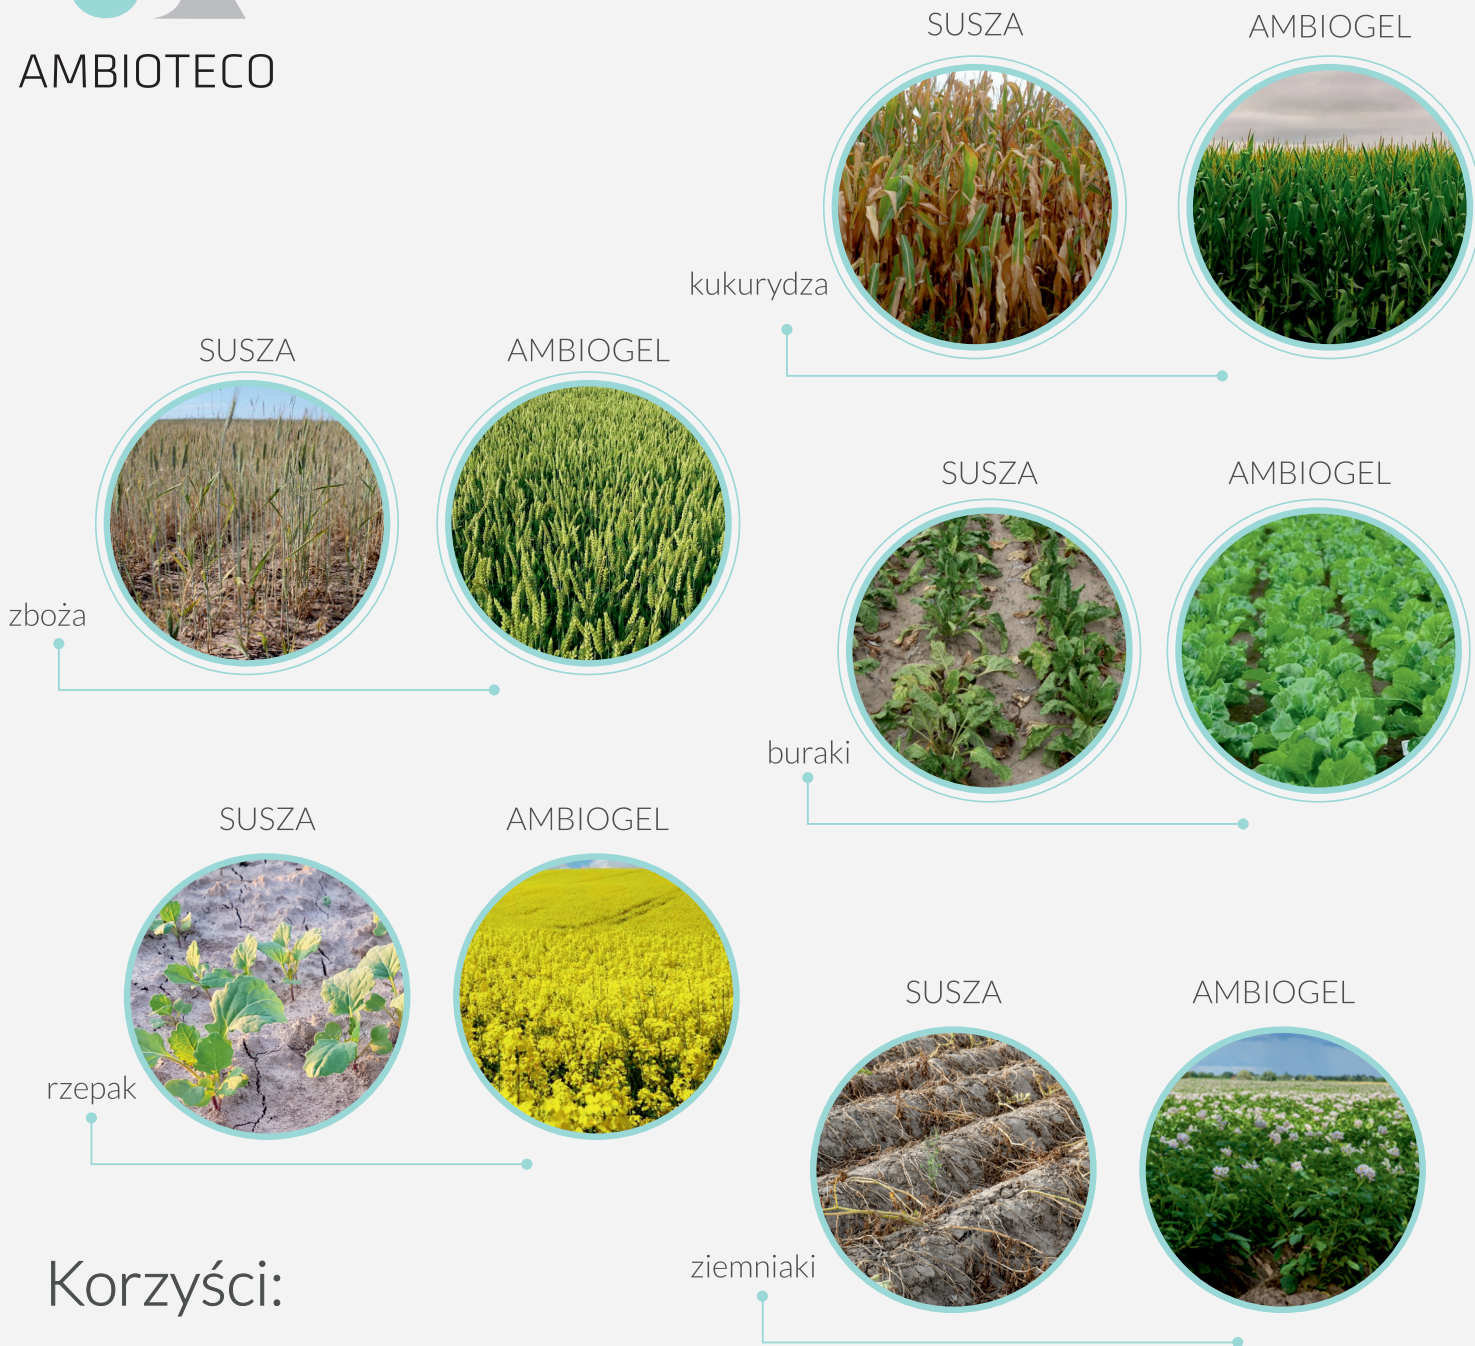 AMBIOTECO
SUSZA AMBIOGEL
kukurydza
SUSZA AMBIOGEL
zboża
SUSZA AMBIOGEL
buraki
SUSZA AMBIOGEL
rzepak
SUSZA AMBIOGEL
ziemniaki
Korzyści: